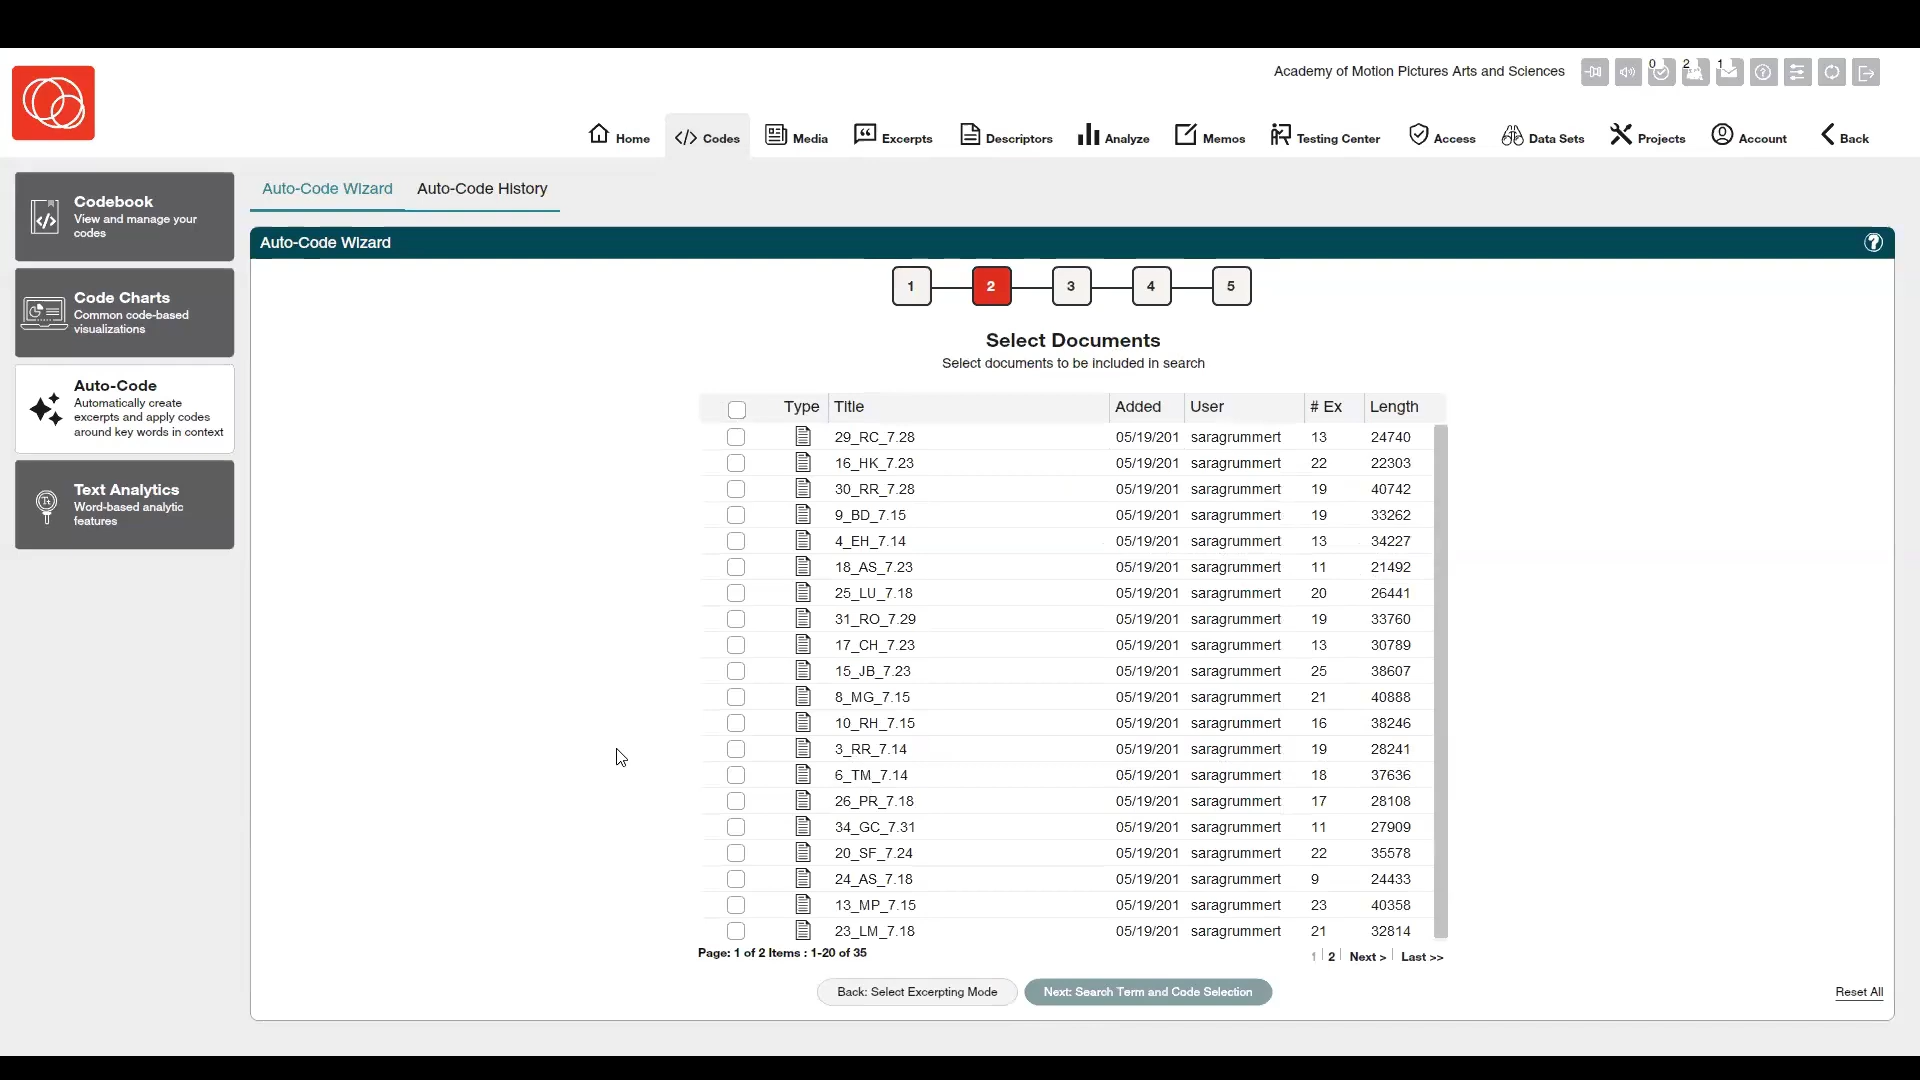 Academy of Motion Pictures Arts and Sciences
0
2
1
Home
Codes
Media
Excerpts
Descriptors
Analyze
Memos
Testing Center
Access
Data Sets
Projects
Account
Back
Codebook
View and manage your
codes
Code Charts
Common code-based
visualizations
Auto-Code
Automatically create
excerpts and apply codes
around key words in context
Text Analytics
Word-based analytic
features
Auto-Code Wizard
Auto-Code History
Auto-Code Wizard
?
1
2
3
4
5
Select Documents
Select documents to be included in search
Type Title Added User # Ex Length
29_RC_7.28 05/19/201 saragrummert 13 24740
16_HK_7.23 05/19/201 saragrummert 22 22303
30_RR_7.28 05/19/201 saragrummert 19 40742
9_BD_7.15 05/19/201 saragrummert 19 33262
4_EH_7.14 05/19/201 saragrummert 13 34227
18_AS_7.23 05/19/201 saragrummert 11 21492
25_LU_7.18 05/19/201 saragrummert 20 26441
31_RO_7.29 05/19/201 saragrummert 19 33760
17_CH_7.23 05/19/201 saragrummert 13 30789
15_JB_7.23 05/19/201 saragrummert 25 38607
8_MG_7.15 05/19/201 saragrummert 21 40888
10_RH_7.15 05/19/201 saragrummert 16 38246
3_RR_7.14 05/19/201 saragrummert 19 28241
6_TM_7.14 05/19/201 saragrummert 18 37636
26_PR_7.18 05/19/201 saragrummert 17 28108
34_GC_7.31 05/19/201 saragrummert 11 27909
20_SF_7.24 05/19/201 saragrummert 22 35578
24_AS_7.18 05/19/201 saragrummert 9 24433
13_MP_7.15 05/19/201 saragrummert 23 40358
23_LM_7.18 05/19/201 saragrummert 21 32814
Page: 1 of 2 Items : 1-20 of 35
1 | 2 | Next > | Last >>
Back: Select Excerpting Mode
Next: Search Term and Code Selection
Reset All